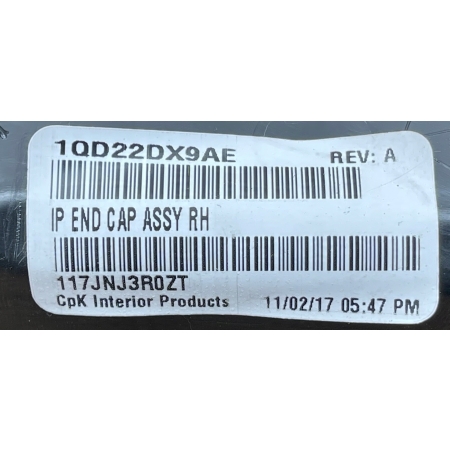 1QD22DX9AE REV: A
IP END CAP ASSY RH
117JNJ3R0ZT
CpK Interior Products 11/02/17 05:47 PM